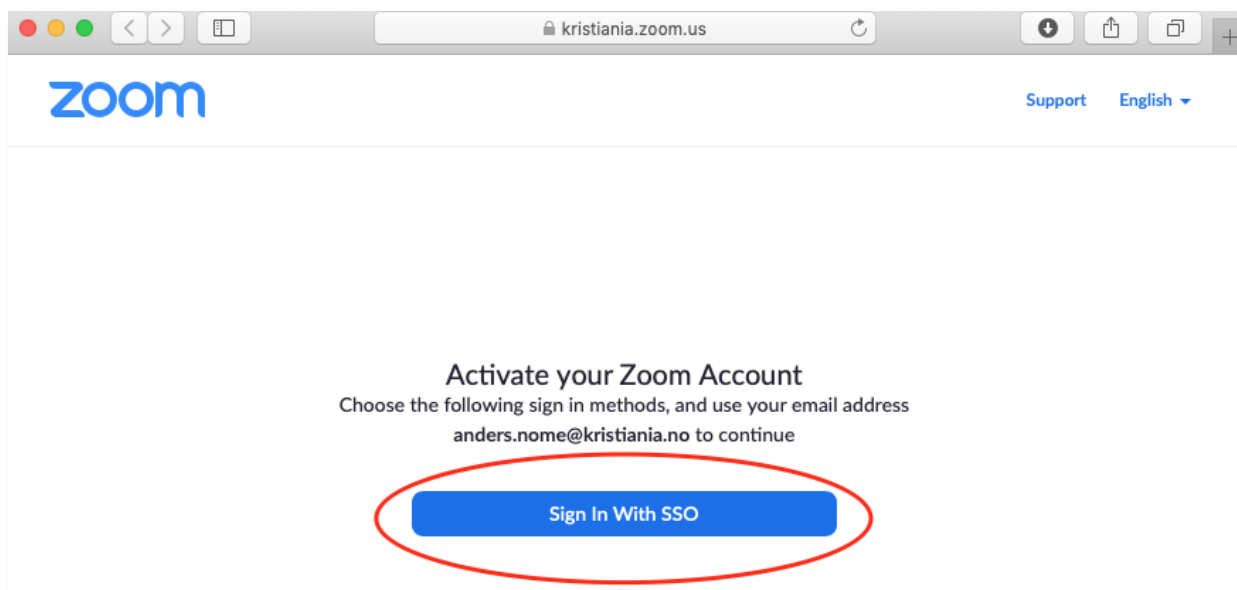 kristiania.zoom.us
zoom
Support English
Activate your Zoom Account
Choose the following sign in methods, and use your email address
anders.nome@kristiania.no to continue
Sign In With SSO